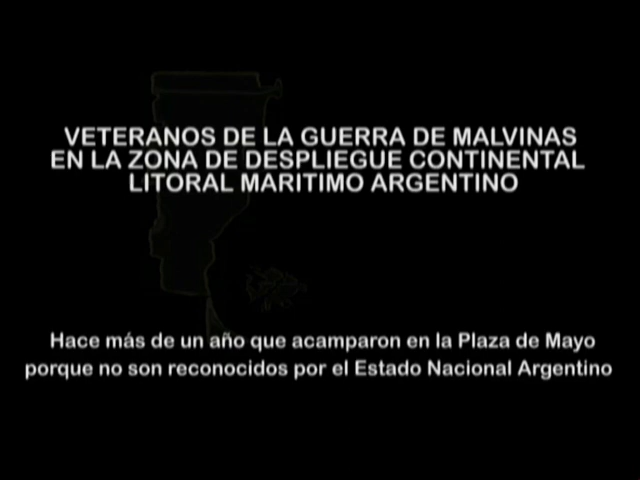 VETERANOS DE LA GUERRA DE MALVINAS
EN LA ZONA DE DESPLIEGUE CONTINENTAL
LITORAL MARITIMO ARGENTINO
Hace más de un año que acamparon en la Plaza de Mayo
porque no son reconocidos por el Estado Nacional Argentino